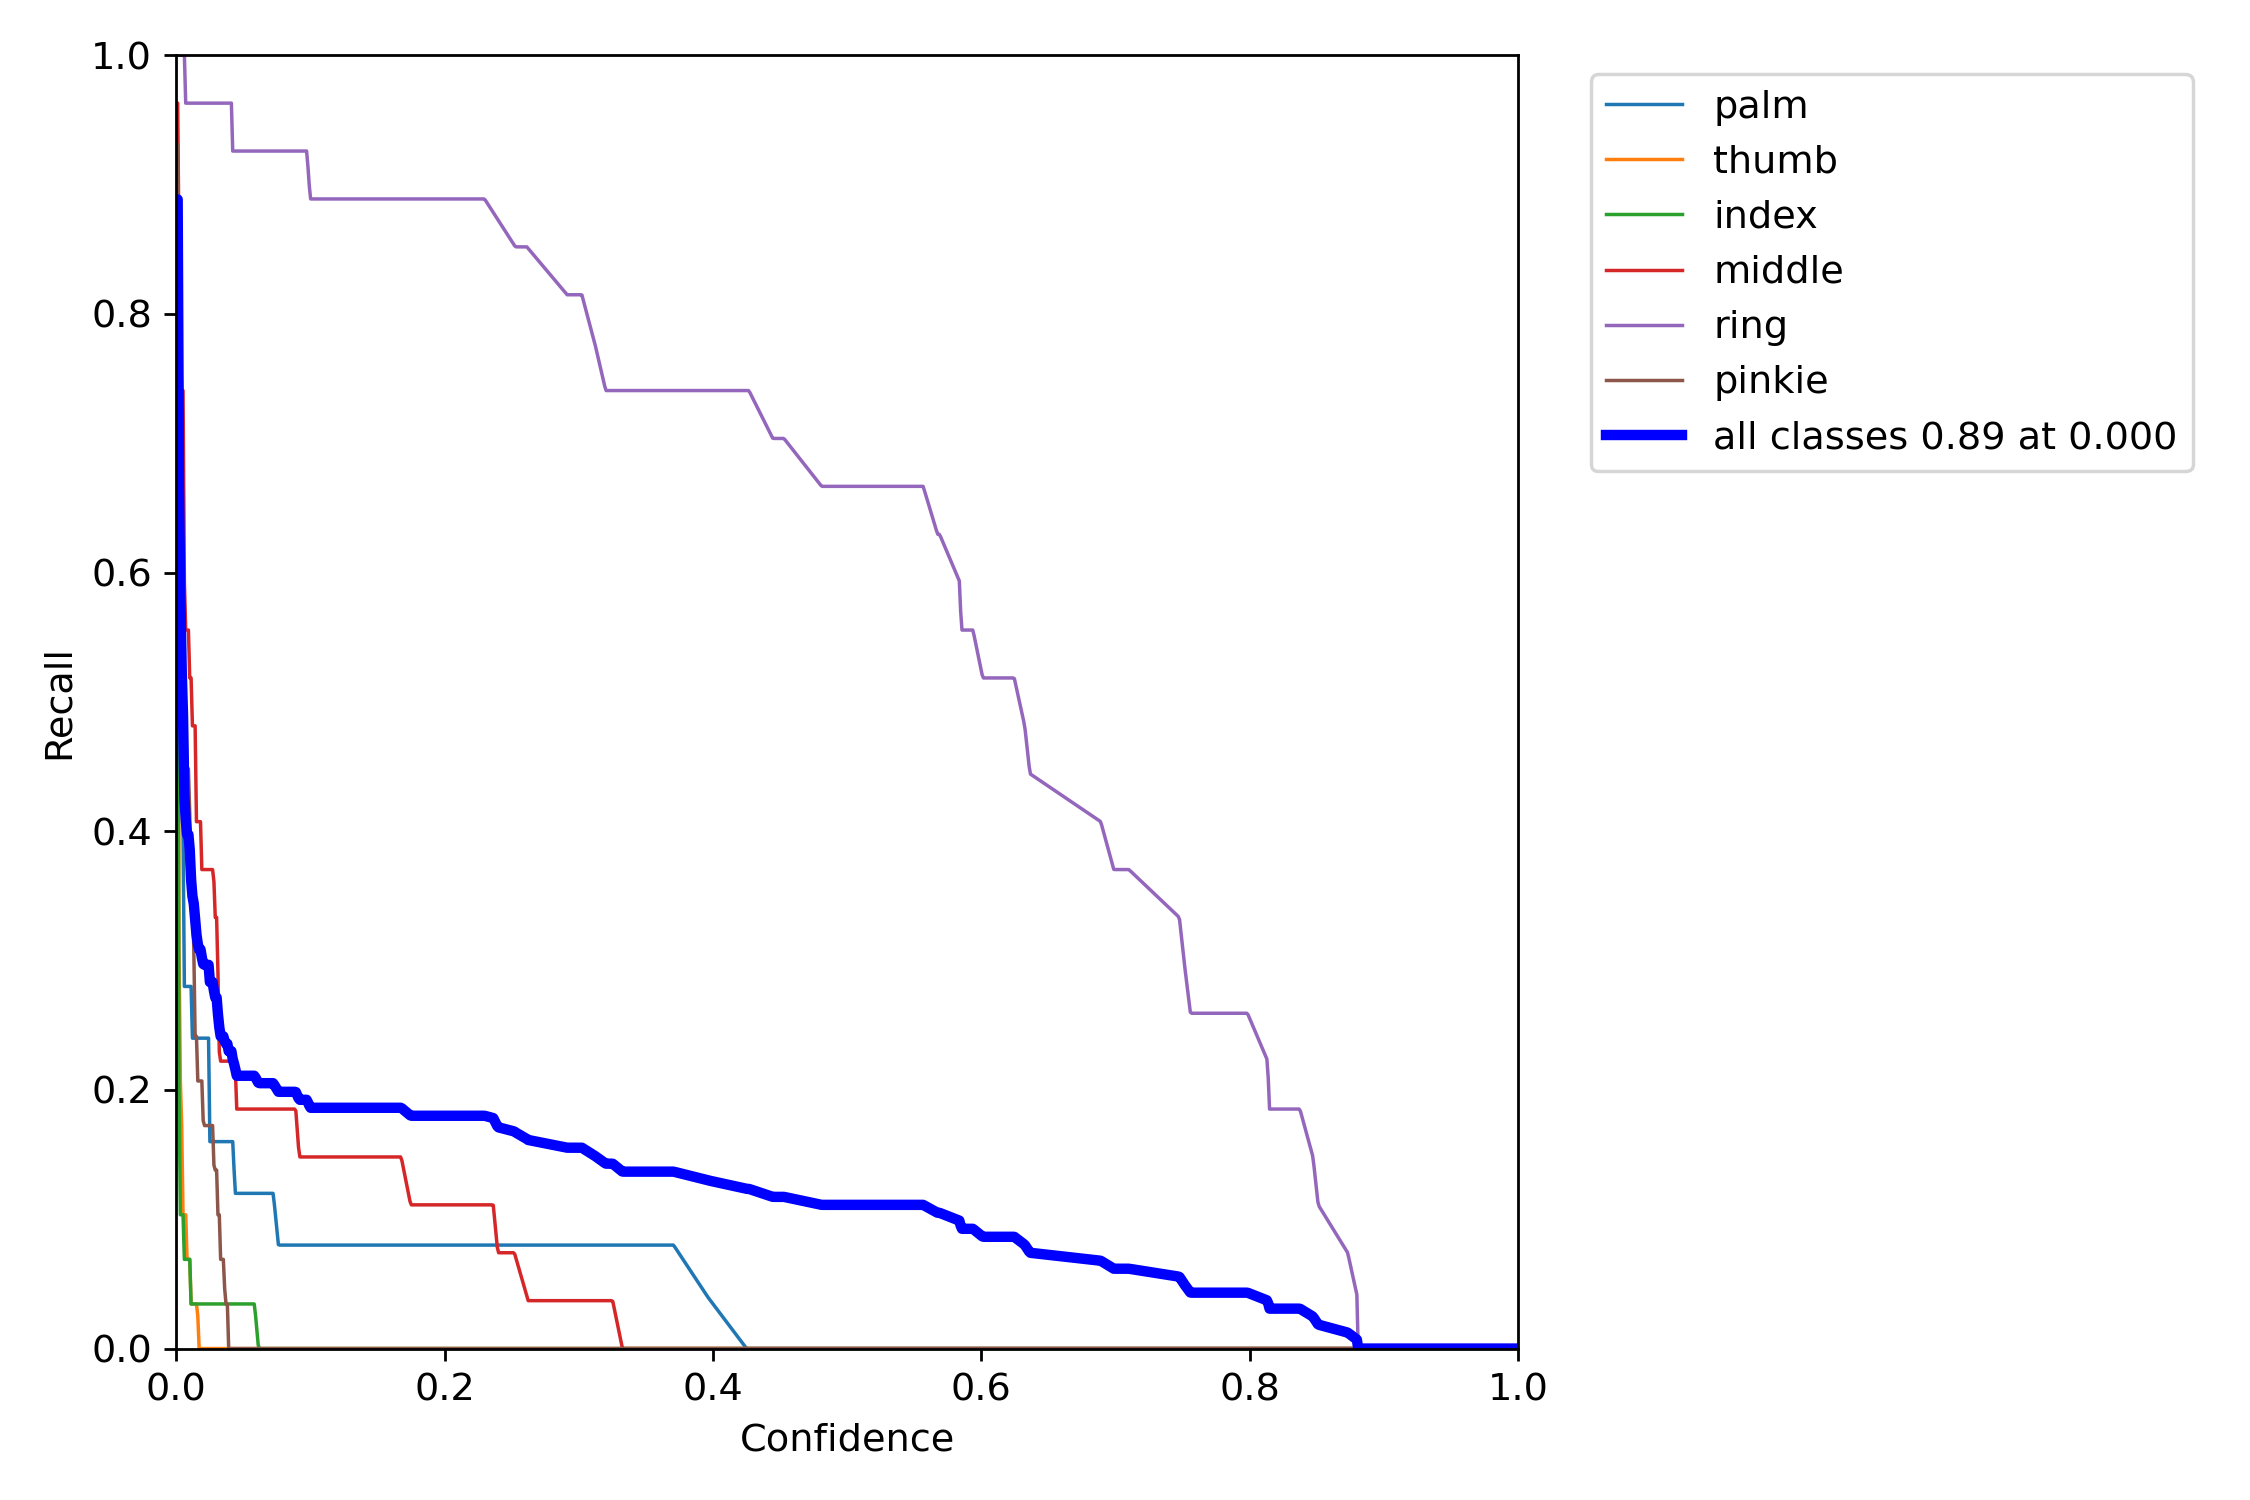 1.0
0.8
0.6
0.4
0.2
0.0
Recall
0.0 0.2 0.4 0.6 0.8 1.0
Confidence
palm
thumb
index
middle
ring
pinkie
all classes 0.89 at 0.000